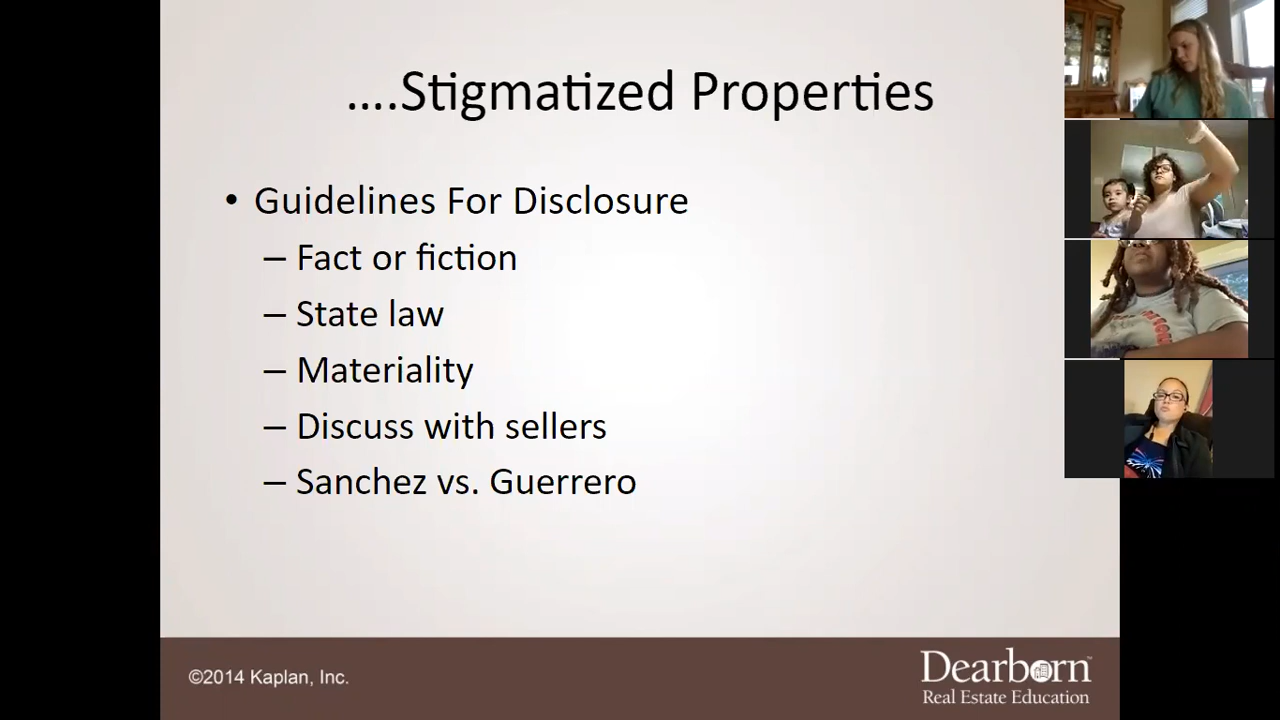 ....Stigmatized Properties
• Guidelines For Disclosure
– Fact or fiction
– State law
– Materiality
– Discuss with sellers
– Sanchez vs. Guerrero
©2014 Kaplan, Inc.
Dearborn™
Real Estate Education